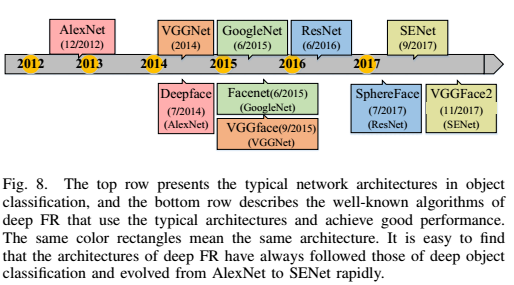 AlexNet
(12/2012)
VGGNet
(2014)
GoogleNet
(6/2015)
ResNet
(6/2016)
SENet
(9/2017)
2012
2013
2014
2015
2016
2017
Deepface
(7/2014)
(AlexNet)
Facenet(6/2015)
(GoogleNet)
VGGface(9/2015)
(VGGNet)
SphereFace
(7/2017)
(ResNet)
VGGFace2
(11/2017)
(SENet)
Fig. 8. The top row presents the typical network architectures in object
classification, and the bottom row describes the well-known algorithms of
deep FR that use the typical architectures and achieve good performance.
The same color rectangles mean the same architecture. It is easy to find
that the architectures of deep FR have always followed those of deep object
classification and evolved from AlexNet to SENet rapidly.